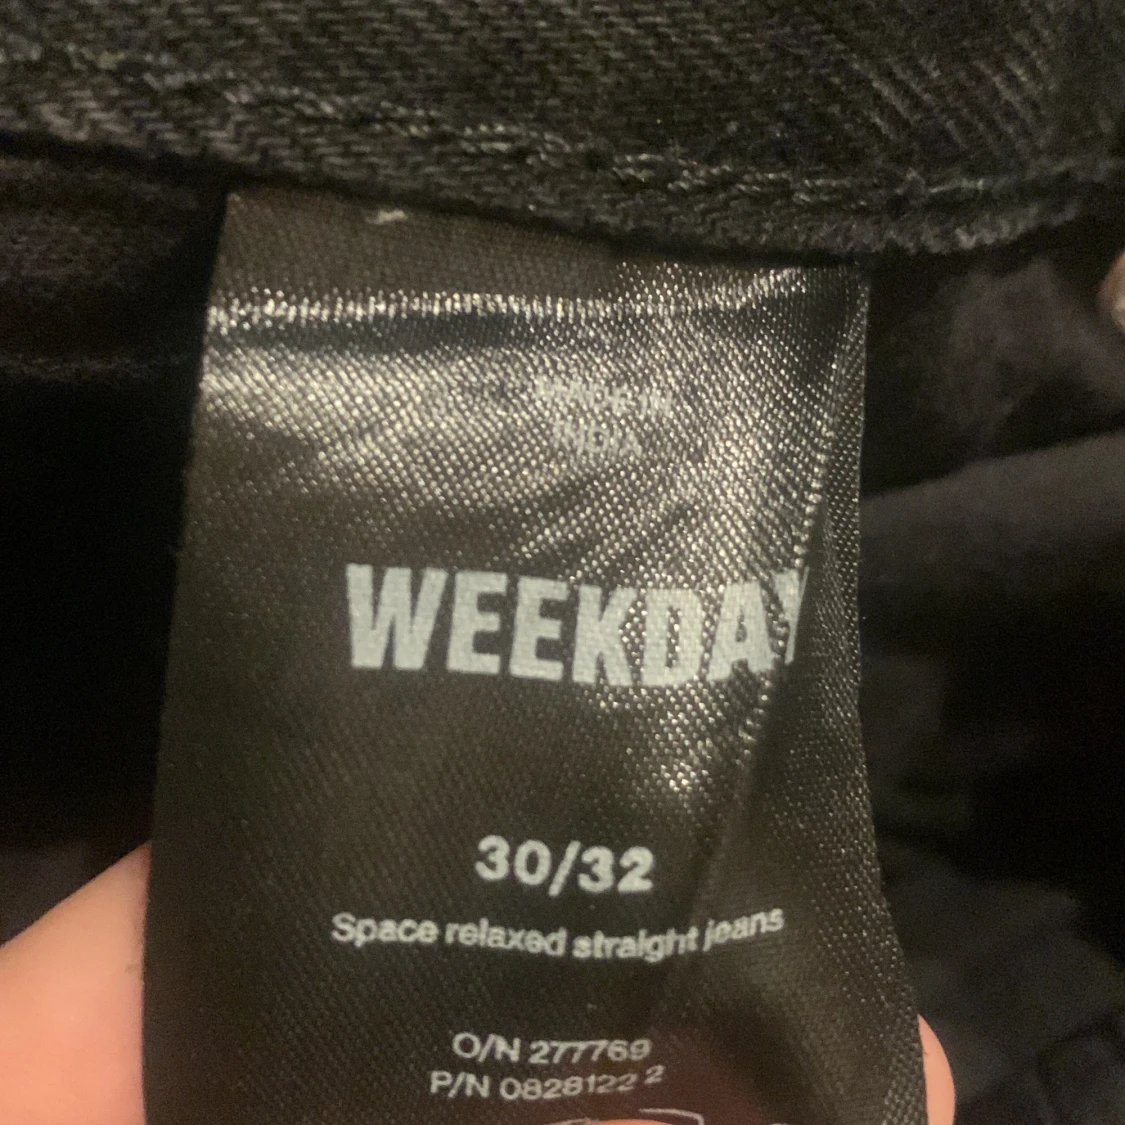 MADE IN
INDIA
WEEKDAY
30/32
Space relaxed straight jeans
O/N 277769
P/N 0828122 2